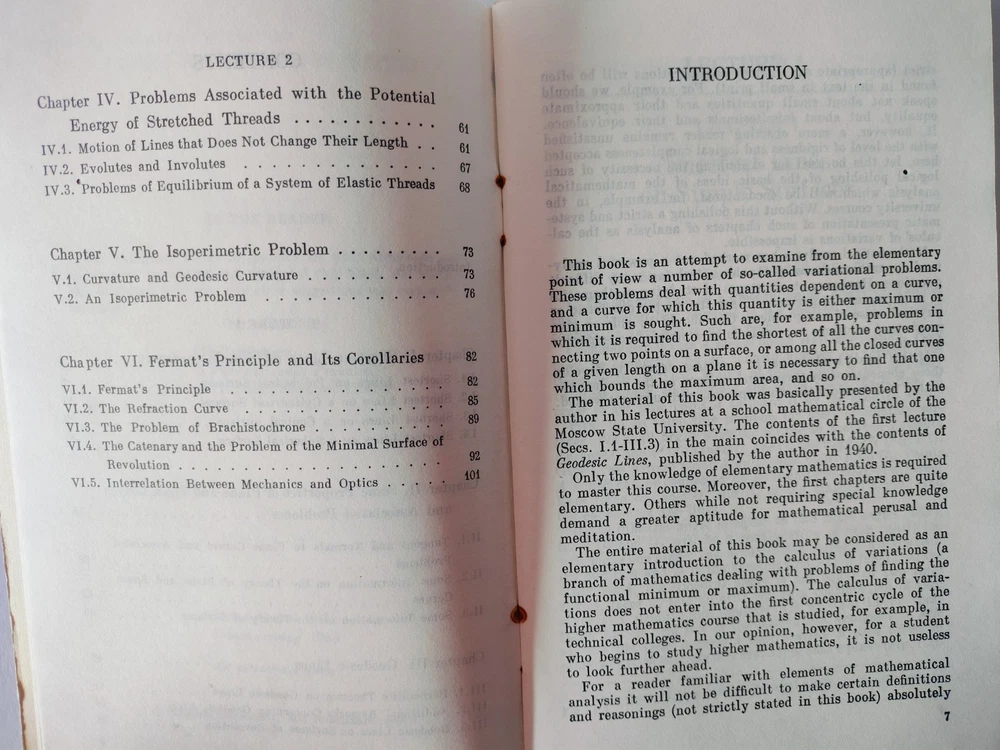 LECTURE 2
Chapter IV. Problems Associated with the Potential
Energy of Stretched Threads . . . . . . . . . . . . 61
IV.1. Motion of Lines that Does Not Change Their Length . . 61
IV.2. Evolutes and Involutes . . . . . . . . . . . . . 67
IV.3. Problems of Equilibrium of a System of Elastic Threads 68
Chapter V. The Isoperimetric Problem . . . . . . . . . 73
V.1. Curvature and Geodesic Curvature . . . . . . . . . 73
V.2. An Isoperimetric Problem . . . . . . . . . . . . 76
Chapter VI. Fermat's Principle and Its Corollaries 82
VI.1. Fermat's Principle . . . . . . . . . . . . . . 82
VI.2. The Refraction Curve . . . . . . . . . . . . . 85
VI.3. The Problem of Brachistochrone . . . . . . . . . 89
VI.4. The Catenary and the Problem of the Minimal Surface of
Revolution . . . . . . . . . . . . . . . . . . 92
VI.5. Interrelation Between Mechanics and Optics . . . . . 101
INTRODUCTION
This book is an attempt to examine from the elementary
point of view a number of so-called variational problems.
These problems deal with quantities dependent on a curve,
and a curve for which this quantity is either maximum or
minimum is sought. Such are, for example, problems in
which it is required to find the shortest of all the curves con-
necting two points on a surface, or among all the closed curves
of a given length on a plane it is necessary to find that one
which bounds the maximum area, and so on.
The material of this book was basically presented by the
author in his lectures at a school mathematical circle of the
Moscow State University. The contents of the first lecture
(Secs. I.1-III.3) in the main coincides with the contents of
Geodesic Lines, published by the author in 1940.
Only the knowledge of elementary mathematics is required
to master this course. Moreover, the first chapters are quite
elementary. Others while not requiring special knowledge
demand a greater aptitude for mathematical perusal and
meditation.
The entire material of this book may be considered as an
elementary introduction to the calculus of variations (a
branch of mathematics dealing with problems of finding the
functional minimum or maximum). The calculus of varia-
tions does not enter into the first concentric cycle of the
higher mathematics course that is studied, for example, in
technical colleges. In our opinion, however, for a student
who begins to study higher mathematics, it is not useless
to look further ahead.
For a reader familiar with elements of mathematical
analysis it will not be difficult to make certain definitions
and reasonings (not strictly stated in this book) absolutely
7